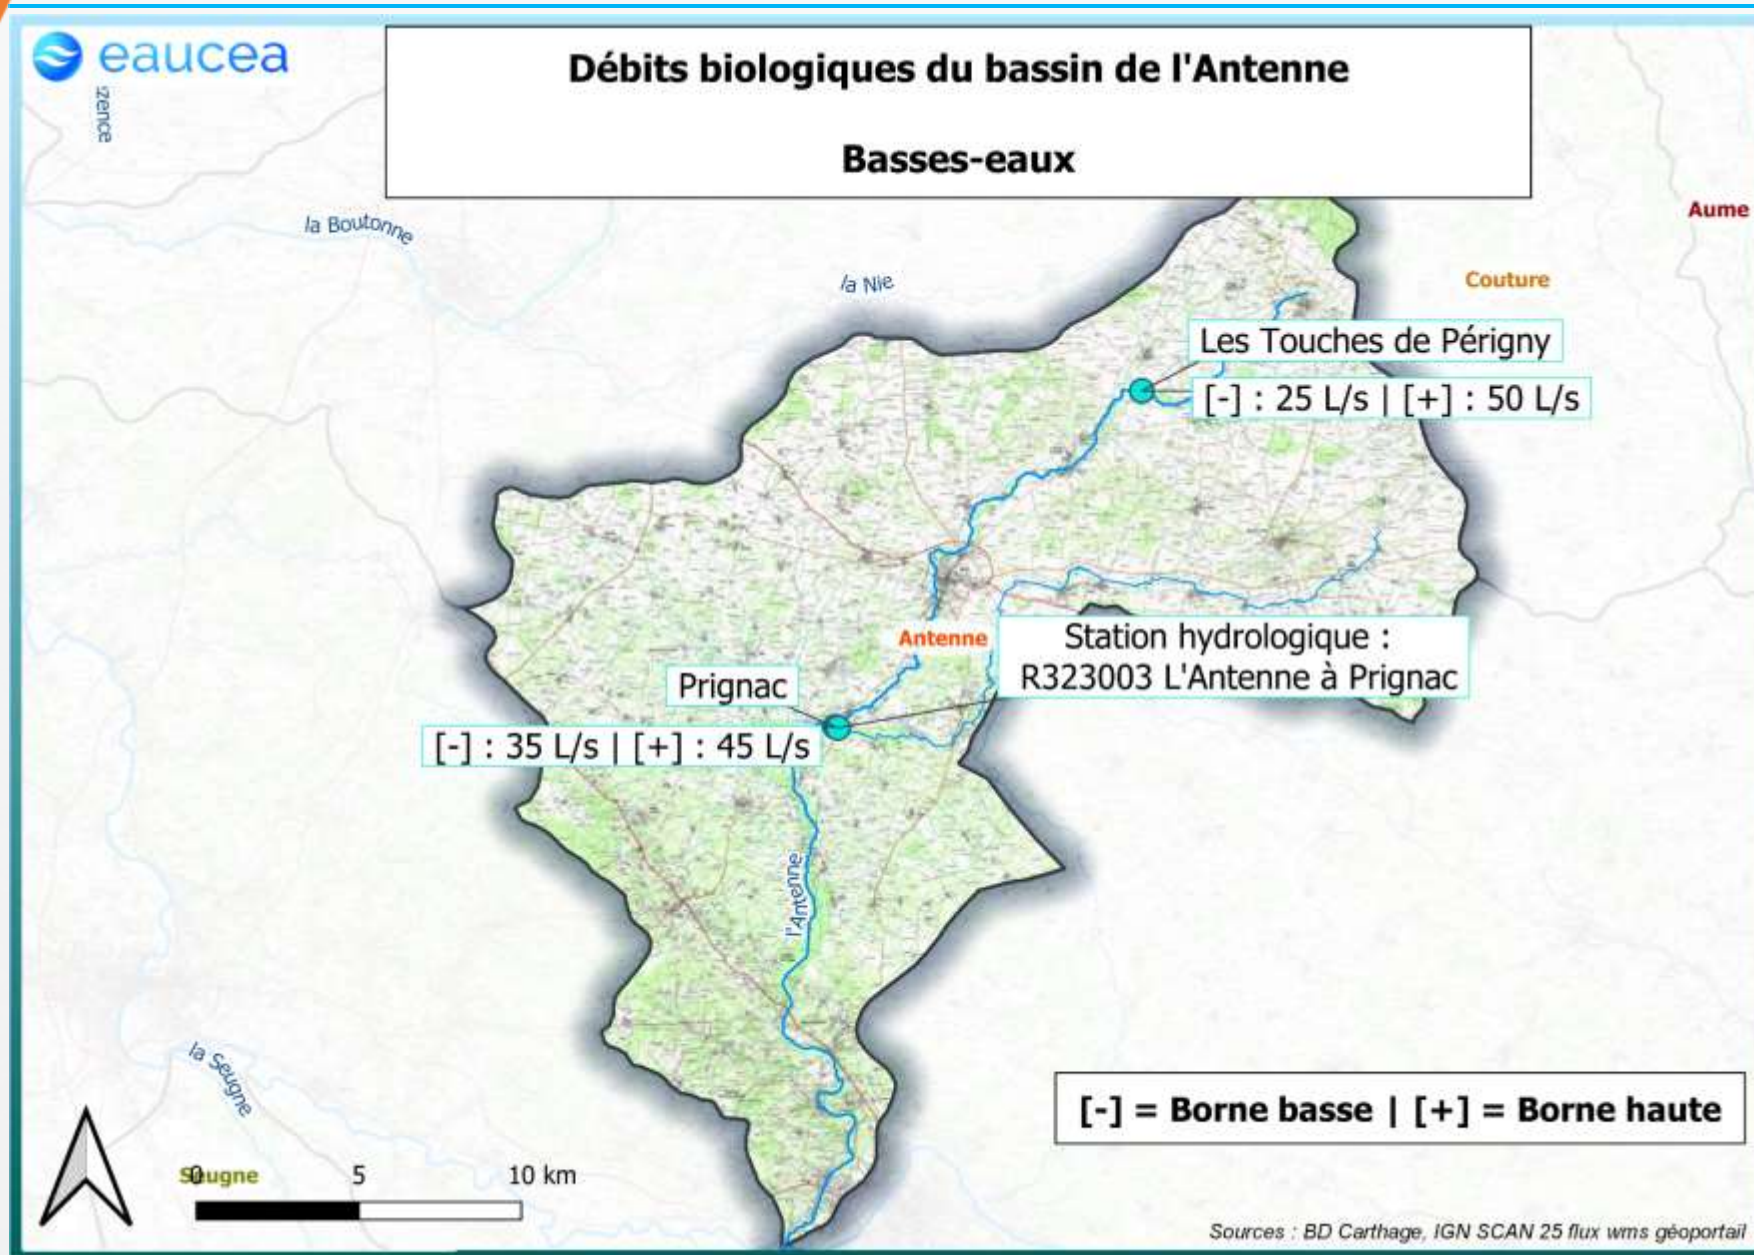 eaucea
Débits biologiques du bassin de l'Antenne
Basses-eaux
zence
la Boutonne
la Nie
Aume
Couture
Les Touches de Périgny
[-] : 25 L/s | [+] : 50 L/s
Antenne
Station hydrologique :
R323003 L'Antenne à Prignac
Prignac
[-] : 35 L/s | [+] : 45 L/s
l'Antenne
la Seugne
[-] = Borne basse | [+] = Borne haute
Seugne
0 5 10 km
Sources : BD Carthage, IGN SCAN 25 flux wms géoportail